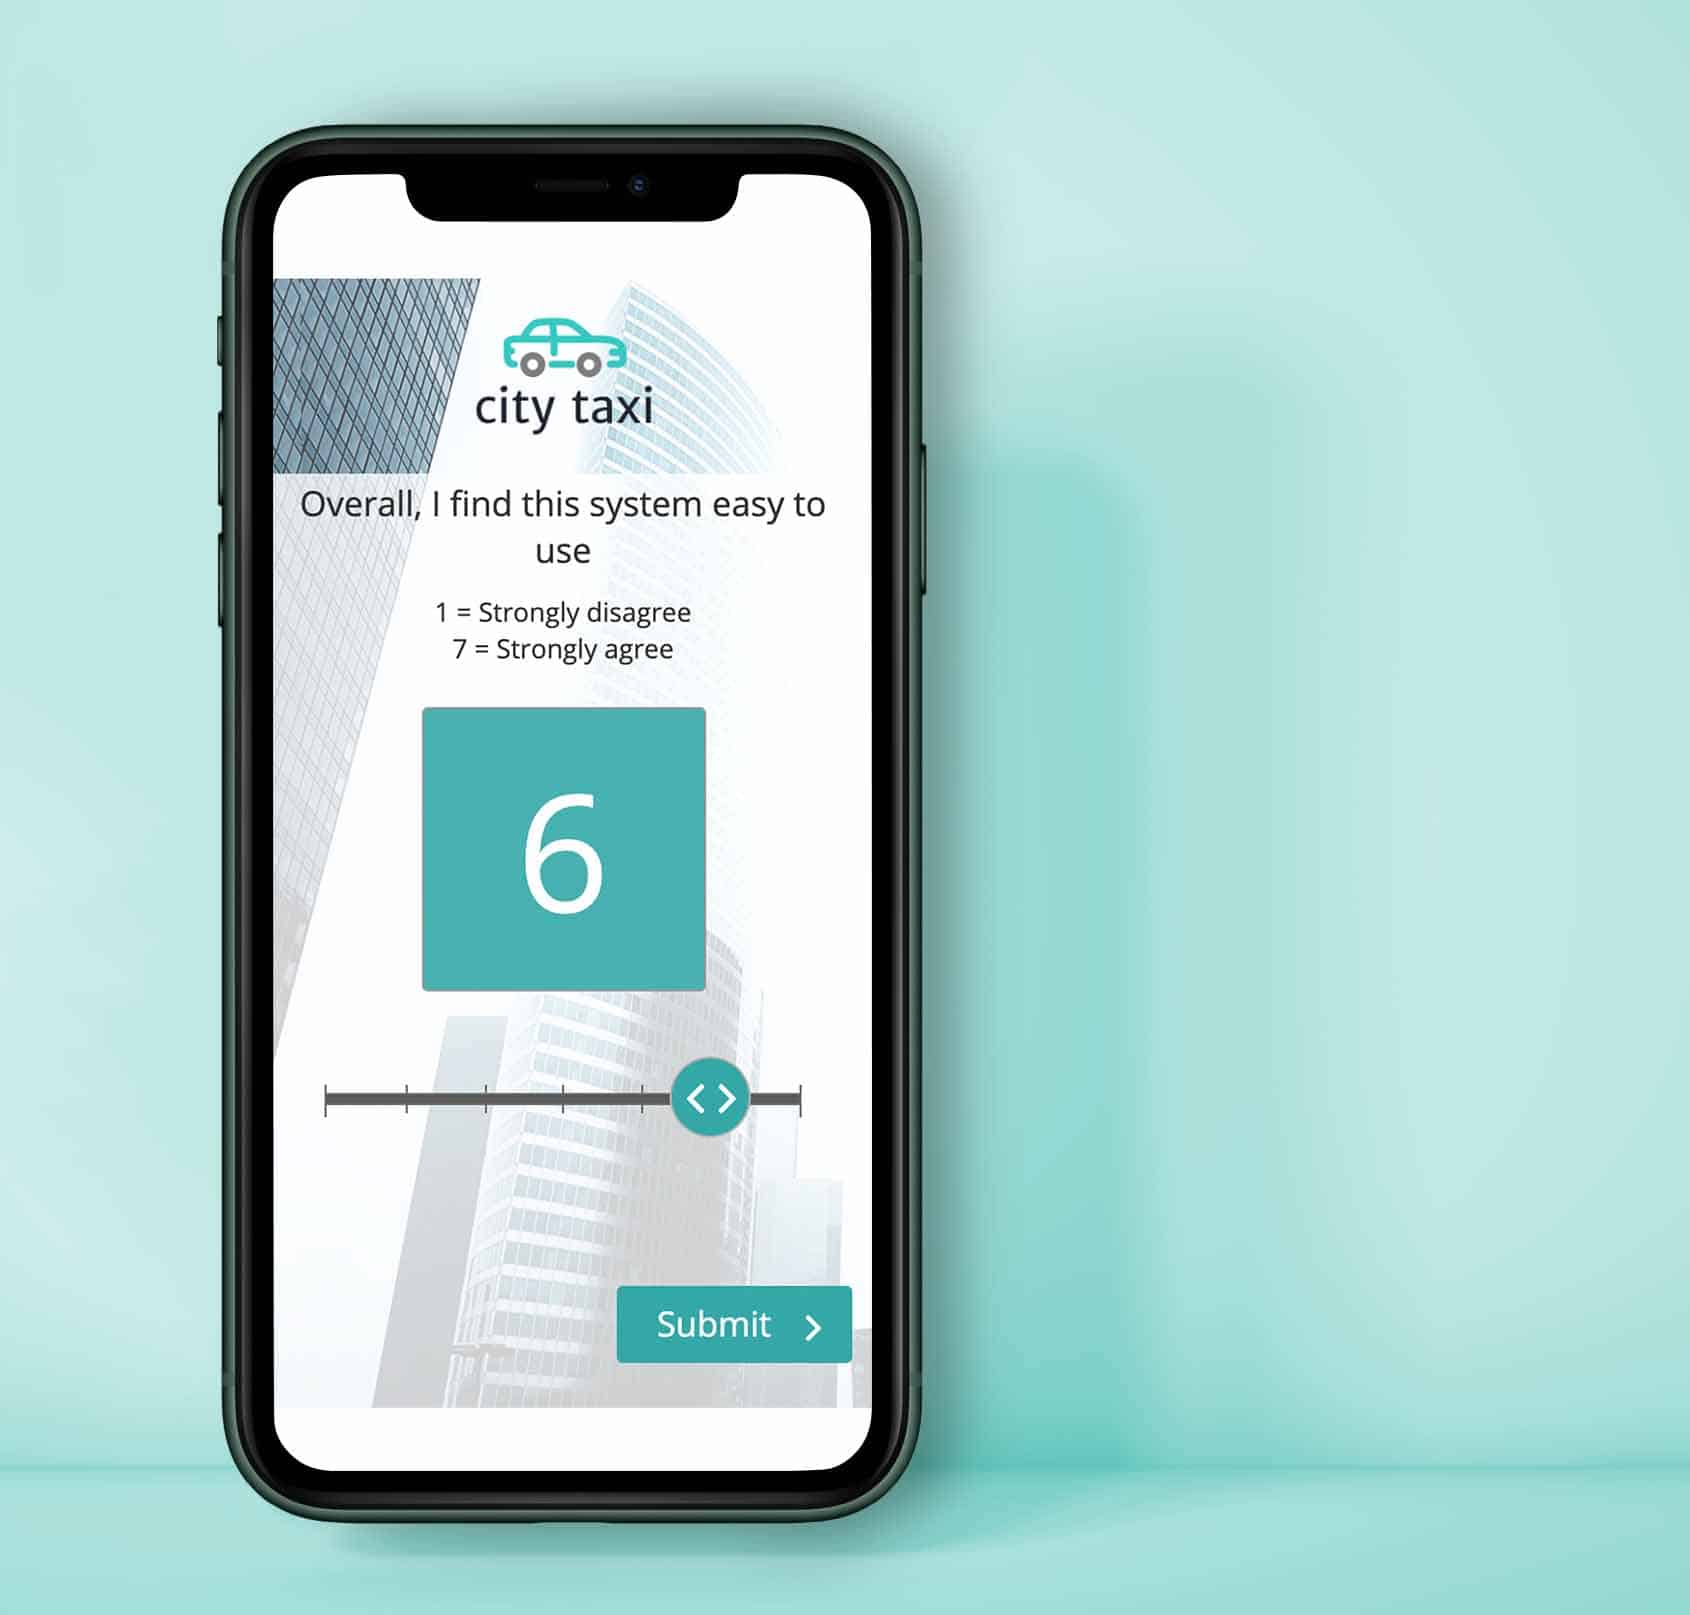 city taxi
Overall, I find this system easy to
use
1 = Strongly disagree
7 = Strongly agree
6
Submit